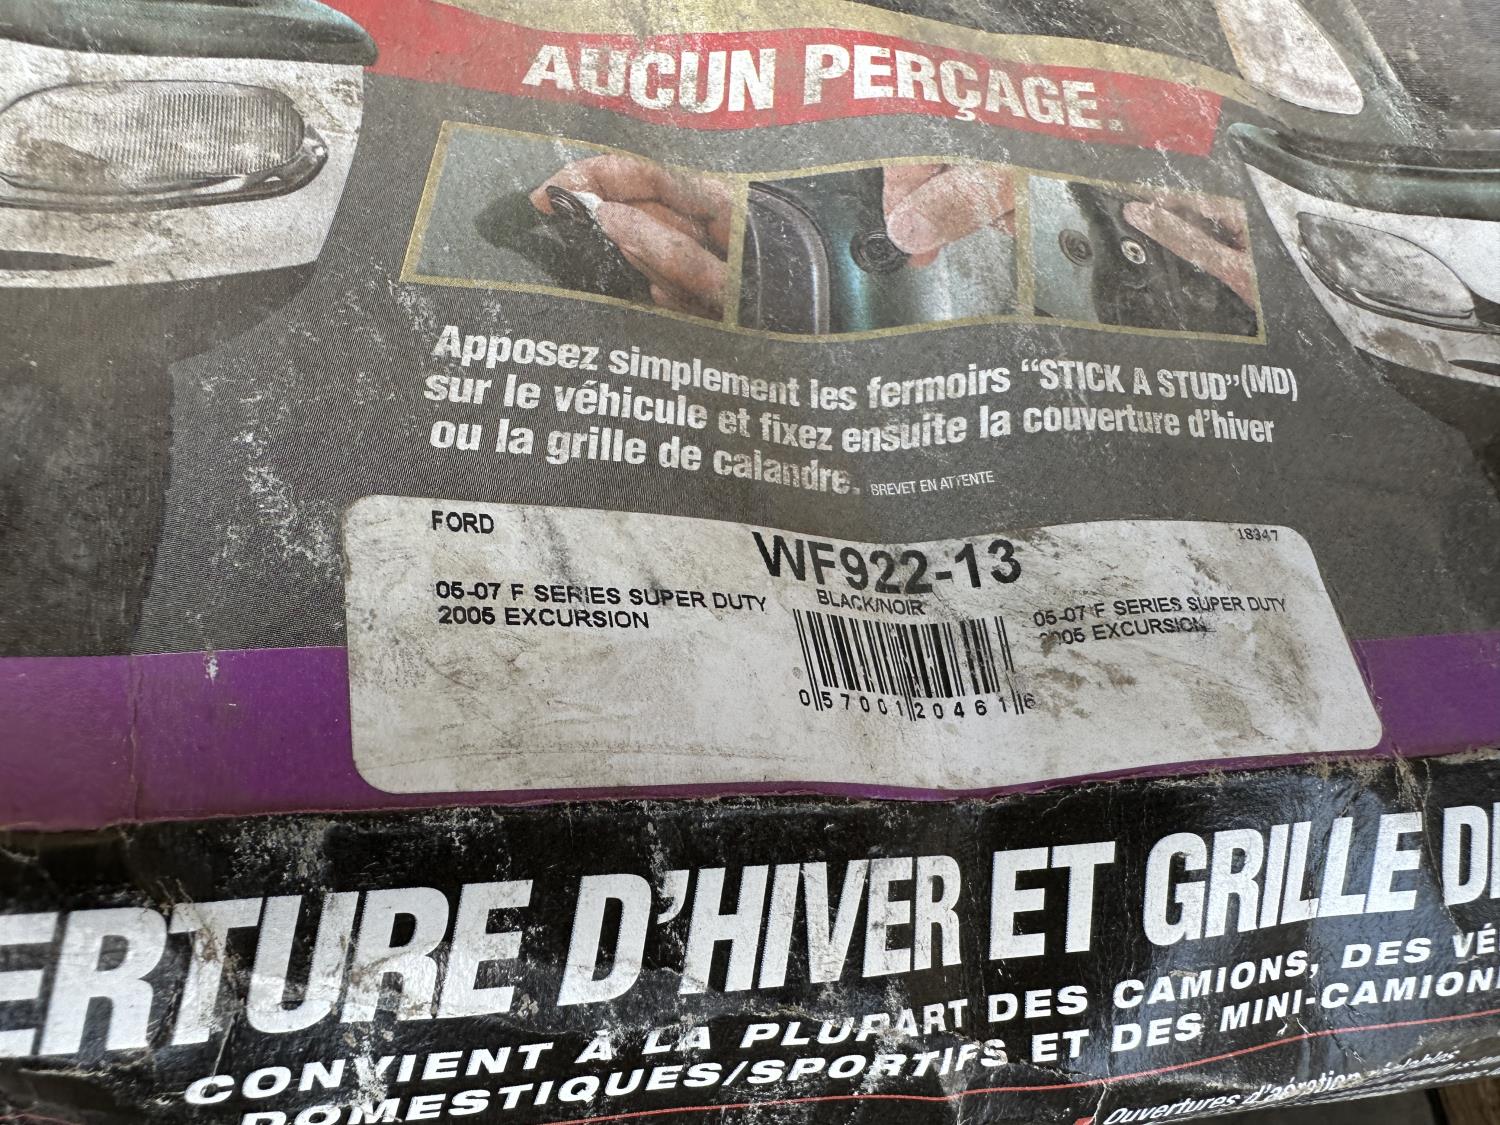 AUCUN PERÇAGE.
Apposez simplement les fermoirs "STICK A STUD"(MD)
sur le véhicule et fixez ensuite la couverture d'hiver
ou la grille de calandre. BREVET EN ATTENTE
FORD
18347
WF922-13
BLACK/NOIR
05-07 F SERIES SUPER DUTY
2005 EXCURSION
05-07 F SERIES SUPER DUTY
2005 EXCURSION
0 57001 20461 6
ERTURE D'HIVER ET GRILLE DE
CONVIENT À LA PLUPART DES CAMIONS, DES VÉ
DOMESTIQUES/SPORTIFS ET DES MINI-CAMION
Ouvertures d'aération